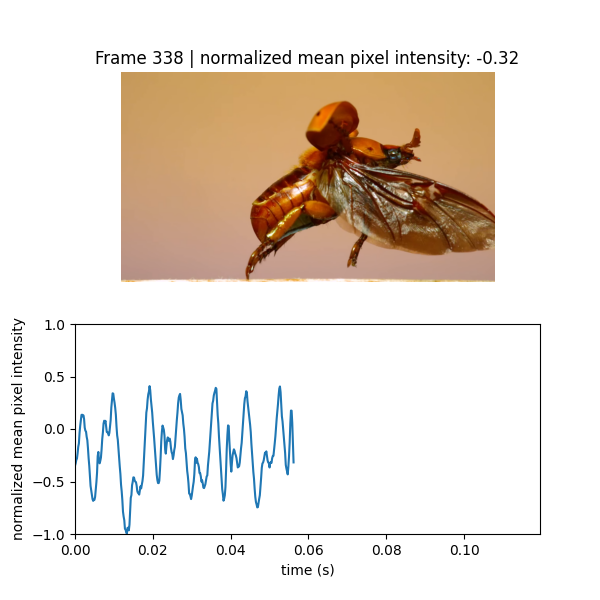 Frame 338 | normalized mean pixel intensity: -0.32
1.0
0.5
0.0
−0.5
−1.0
normalized mean pixel intensity
0.00 0.02 0.04 0.06 0.08 0.10
time (s)